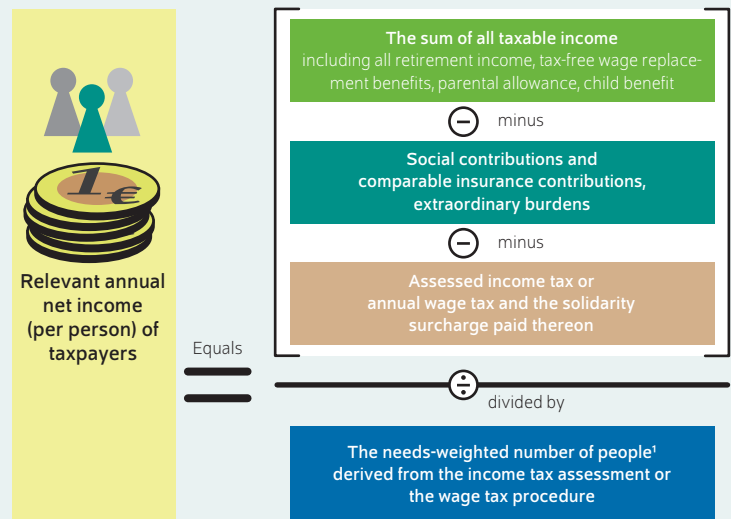 1 €
Relevant annual
net income
(per person) of
taxpayers
Equals
The sum of all taxable income
including all retirement income, tax-free wage replace-
ment benefits, parental allowance, child benefit
minus
Social contributions and
comparable insurance contributions,
extraordinary burdens
minus
Assessed income tax or
annual wage tax and the solidarity
surcharge paid thereon
÷
divided by
The needs-weighted number of people¹
derived from the income tax assessment or
the wage tax procedure